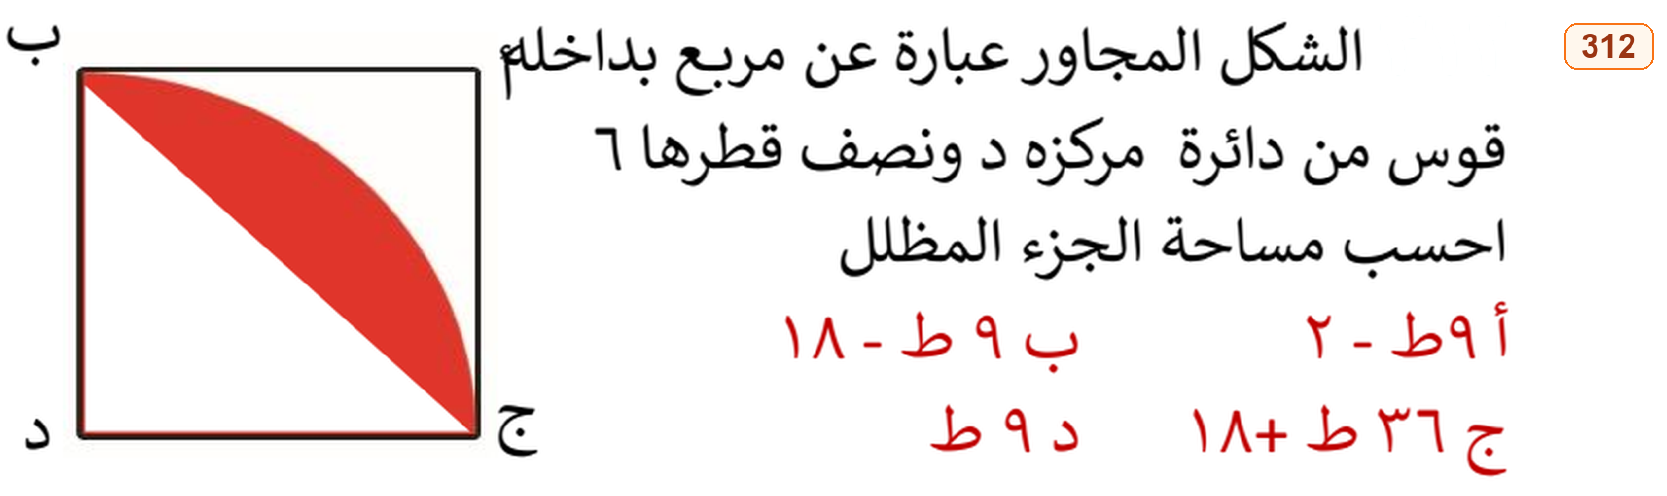 312
الشكل المجاور عبارة عن مربع بداخله
قوس من دائرة مركزه د ونصف قطرها ٦
احسب مساحة الجزء المظلل
أ ٩ط - ٢
ب ٩ ط - ١٨
ج ٣٦ ط +١٨
د ٩ ط
أ
ب
ج
د